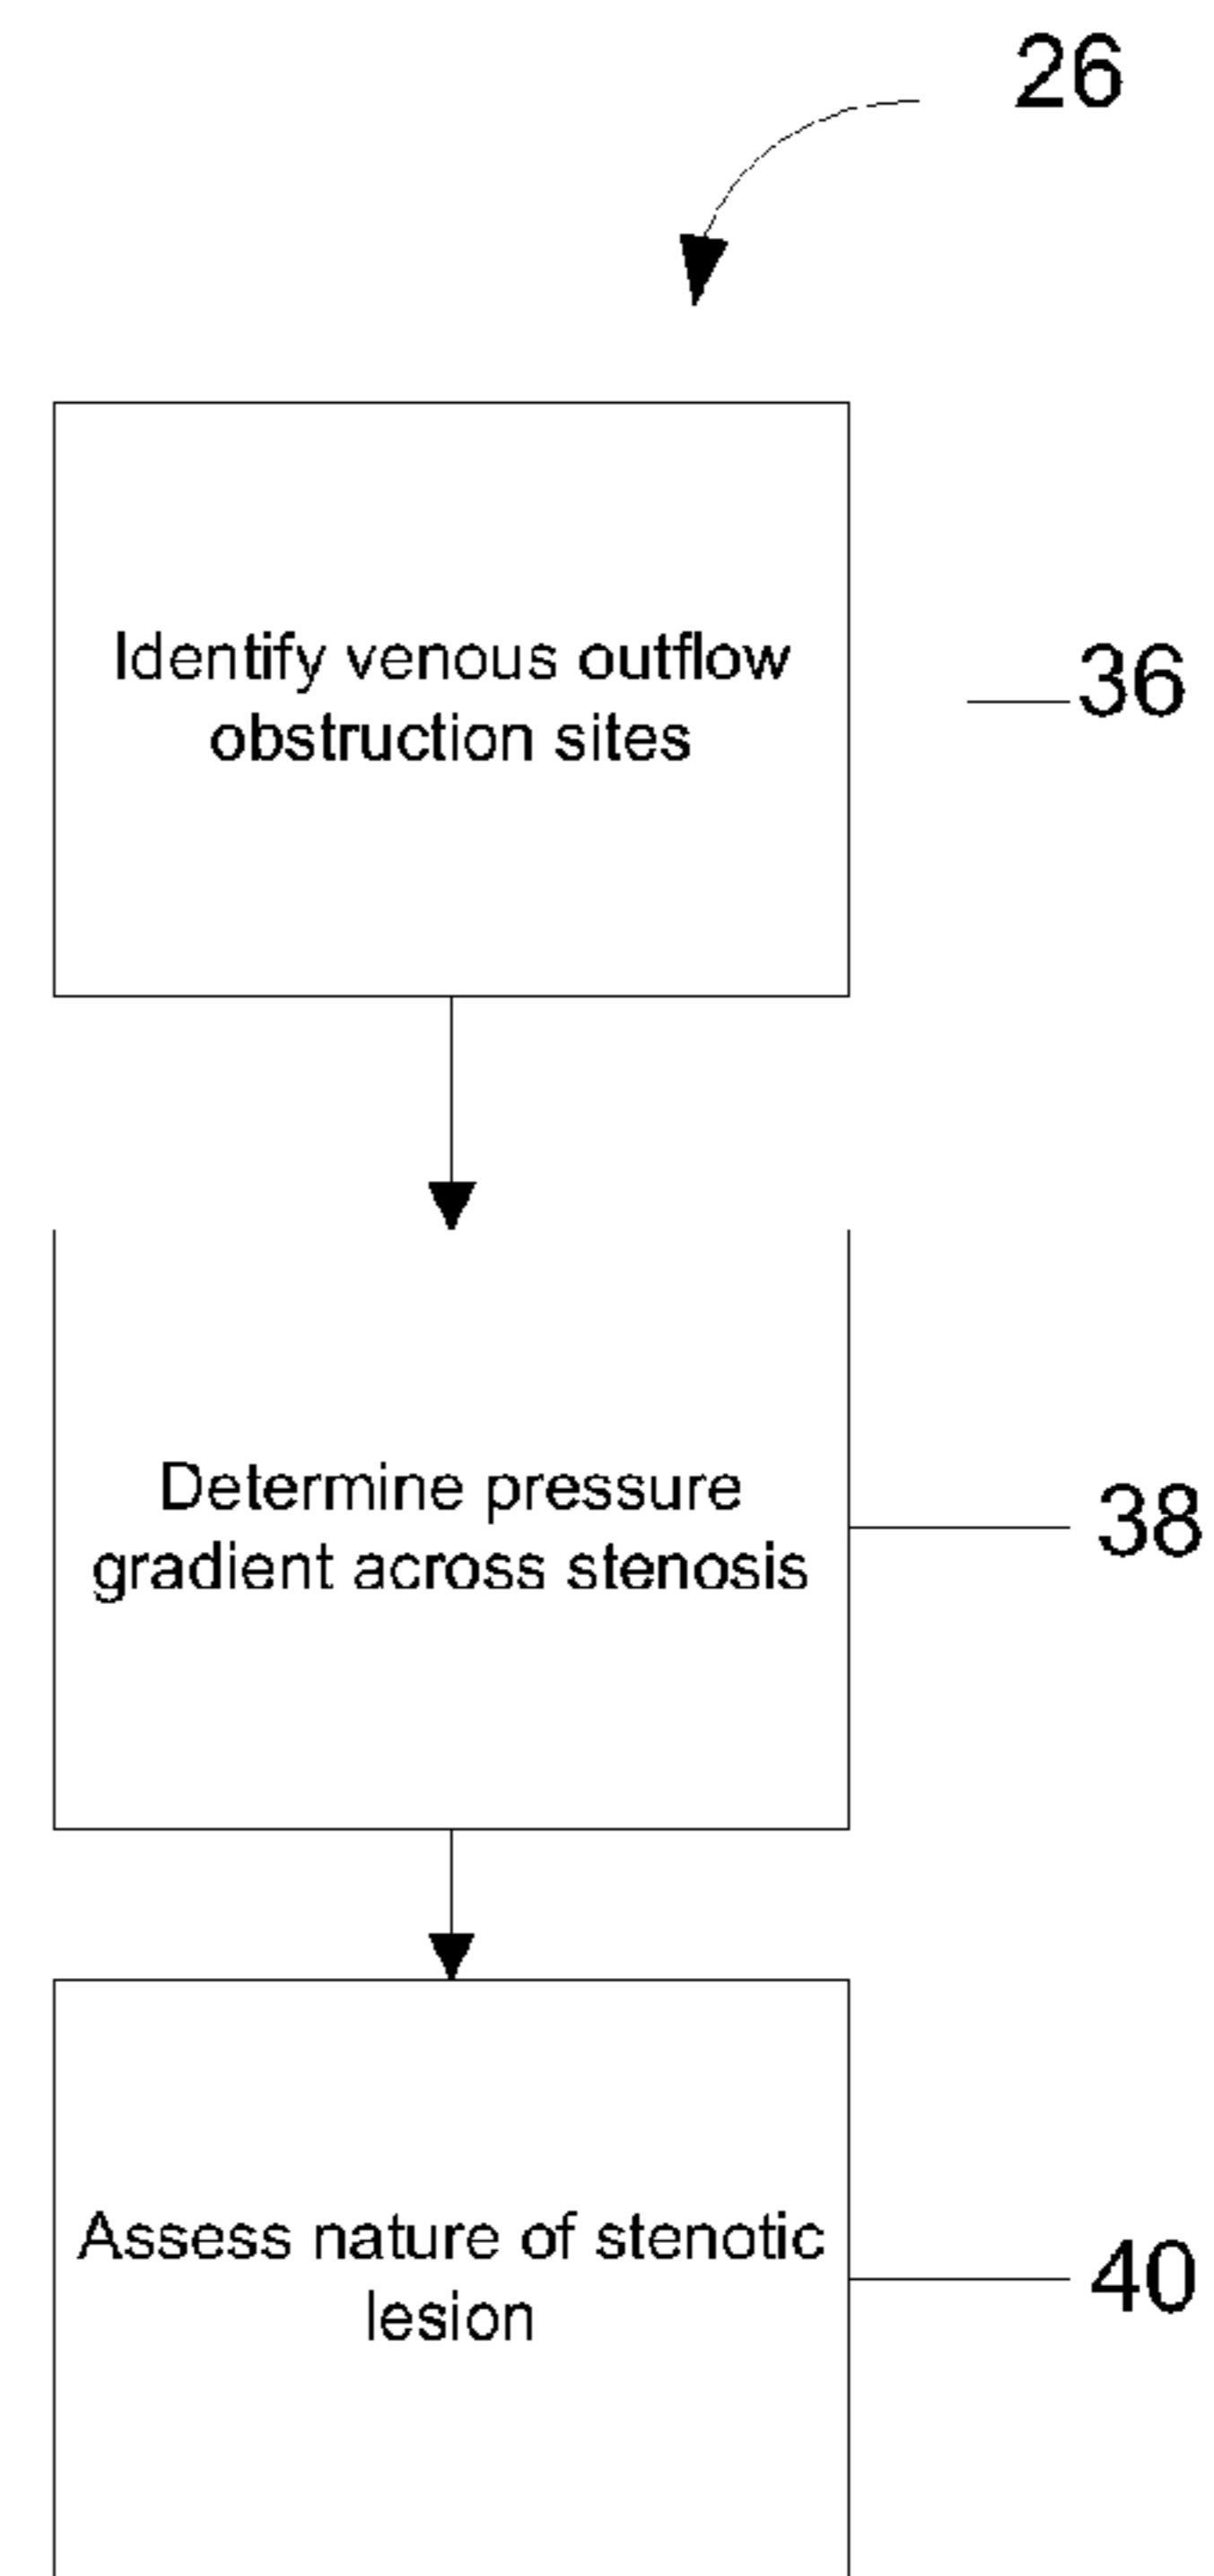 26
Identify venous outflow
obstruction sites
36
Determine pressure
gradient across stenosis
38
Assess nature of stenotic
lesion
40